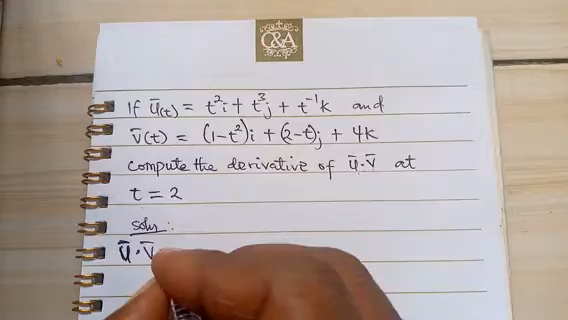 C&A
If ū(t) = t²i + t³j + t⁻¹k and
v̄(t) = (1-t²)i + (2-t)j + 4k
compute the derivative of ū.v̄ at
t = 2
soln:
ū.v̄